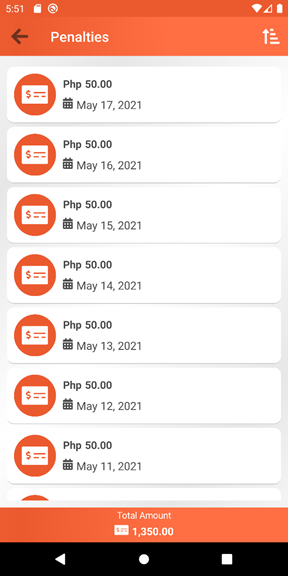 5:51
Penalties
Php 50.00
May 17, 2021
Php 50.00
May 16, 2021
Php 50.00
May 15, 2021
Php 50.00
May 14, 2021
Php 50.00
May 13, 2021
Php 50.00
May 12, 2021
Php 50.00
May 11, 2021
Total Amount
1,350.00